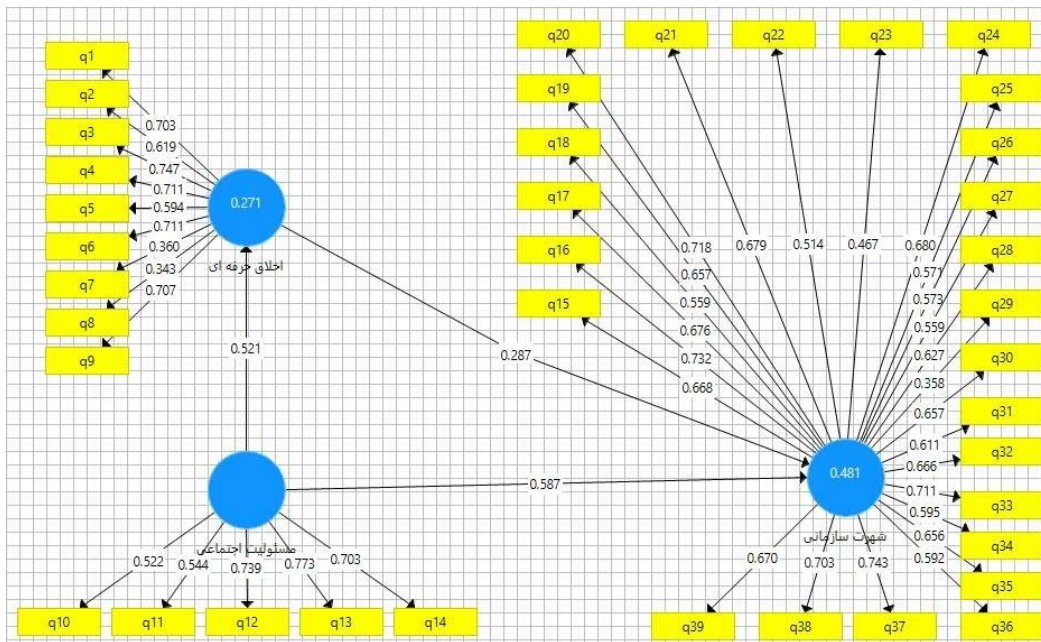 q1
q2
q3
q4
q5
q6
q7
q8
q9
0.703
0.619
0.747
0.711
0.594
0.711
0.360
0.343
0.707
0.271
اخلاق حرفه ای
0.521
0.287
0.587
مسئولیت اجتماعی
0.522
0.544
0.739
0.773
0.703
q10
q11
q12
q13
q14
q20
q21
q22
q23
q24
q19
q18
q17
q16
q15
q25
q26
q27
q28
q29
q30
q31
q32
q33
q34
q35
q36
0.718
0.657
0.559
0.676
0.732
0.668
0.679
0.514
0.467
0.680
0.571
0.573
0.559
0.627
0.358
0.657
0.611
0.666
0.711
0.595
0.656
0.592
0.481
شهرت سازمانی
0.670
0.703
0.743
q39
q38
q37